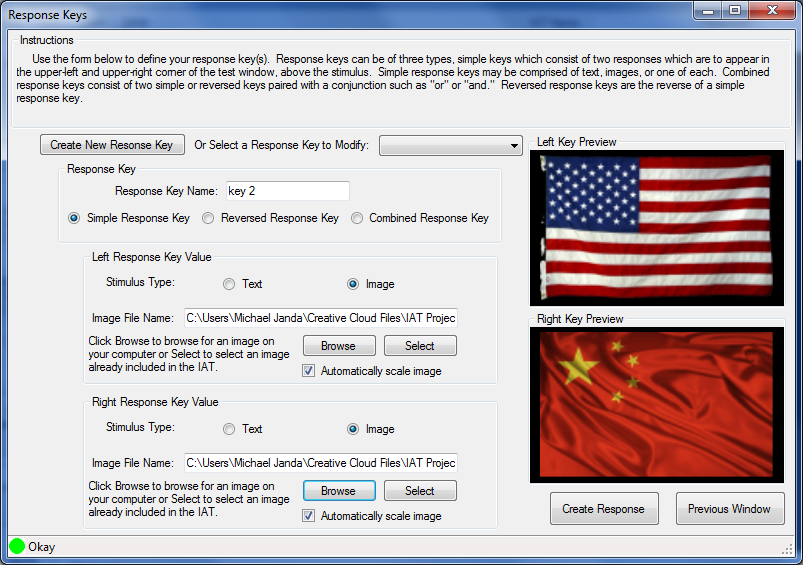 Response Keys
Instructions
Use the form below to define your response key(s). Response keys can be of three types, simple keys which consist of two responses which are to appear in
the upper-left and upper-right corner of the test window, above the stimulus. Simple response keys may be comprised of text, images, or one of each. Combined
response keys consist of two simple or reversed keys paired with a conjunction such as "or" or "and." Reversed response keys are the reverse of a simple
response key.
Create New Resonse Key Or Select a Response Key to Modify:
Left Key Preview
Response Key
Response Key Name: key 2
Simple Response Key Reversed Response Key Combined Response Key
Left Response Key Value
Stimulus Type: Text Image
Image File Name: C:\Users\Michael Janda\Creative Cloud Files\IAT Projec
Click Browse to browse for an image on
your computer or Select to select an image
already included in the IAT.
Browse Select
Automatically scale image
Right Key Preview
Right Response Key Value
Stimulus Type: Text Image
Image File Name: C:\Users\Michael Janda\Creative Cloud Files\IAT Projec
Click Browse to browse for an image on
your computer or Select to select an image
already included in the IAT.
Browse Select
Automatically scale image
Create Response Previous Window
Okay